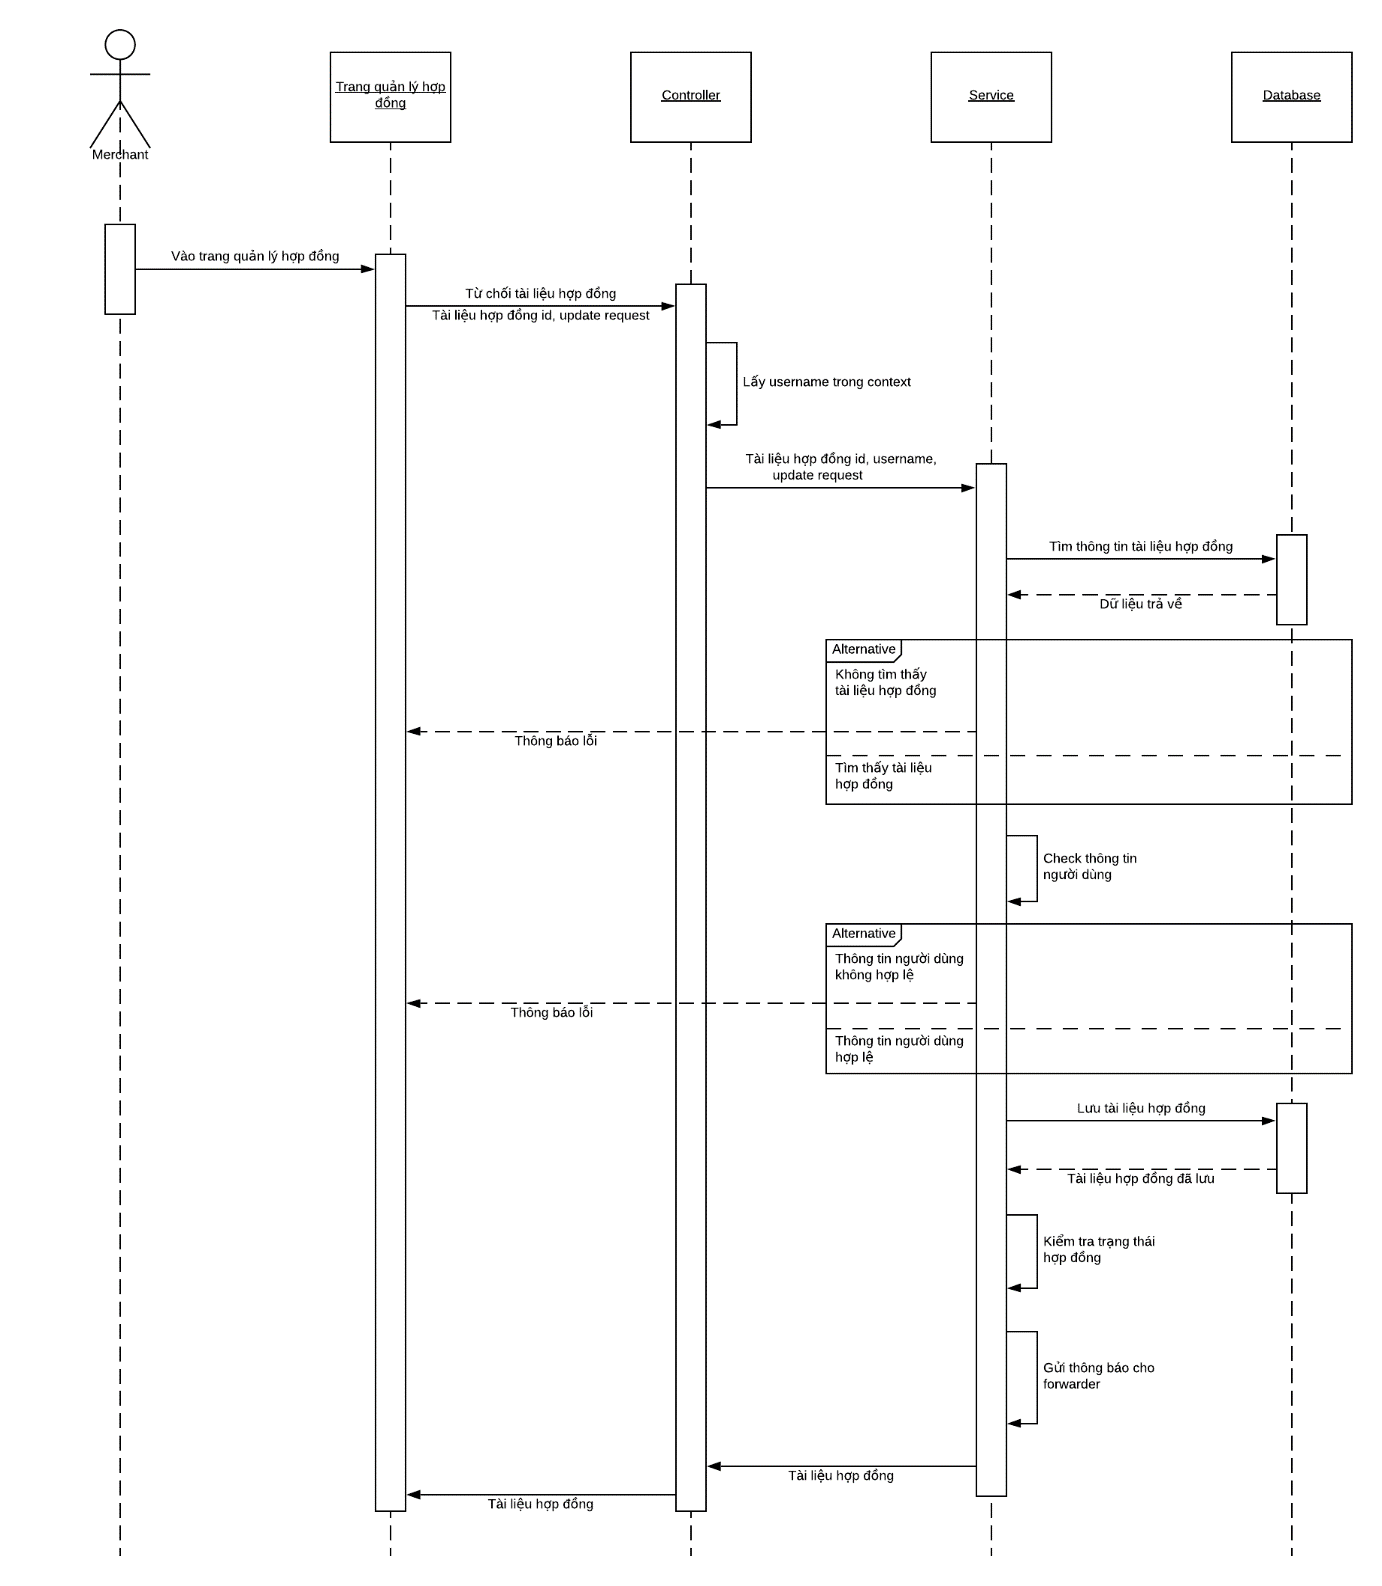 Merchant
Trang quản lý hợp
đồng
Controller
Service
Database
Vào trang quản lý hợp đồng
Từ chối tài liệu hợp đồng
Tài liệu hợp đồng id, update request
Lấy username trong context
Tài liệu hợp đồng id, username,
update request
Tìm thông tin tài liệu hợp đồng
Dữ liệu trả về
Alternative
Không tìm thấy
tài liệu hợp đồng
Thông báo lỗi
Tìm thấy tài liệu
hợp đồng
Check thông tin
người dùng
Alternative
Thông tin người dùng
không hợp lệ
Thông báo lỗi
Thông tin người dùng
hợp lệ
Lưu tài liệu hợp đồng
Tài liệu hợp đồng đã lưu
Kiểm tra trạng thái
hợp đồng
Gửi thông báo cho
forwarder
Tài liệu hợp đồng
Tài liệu hợp đồng